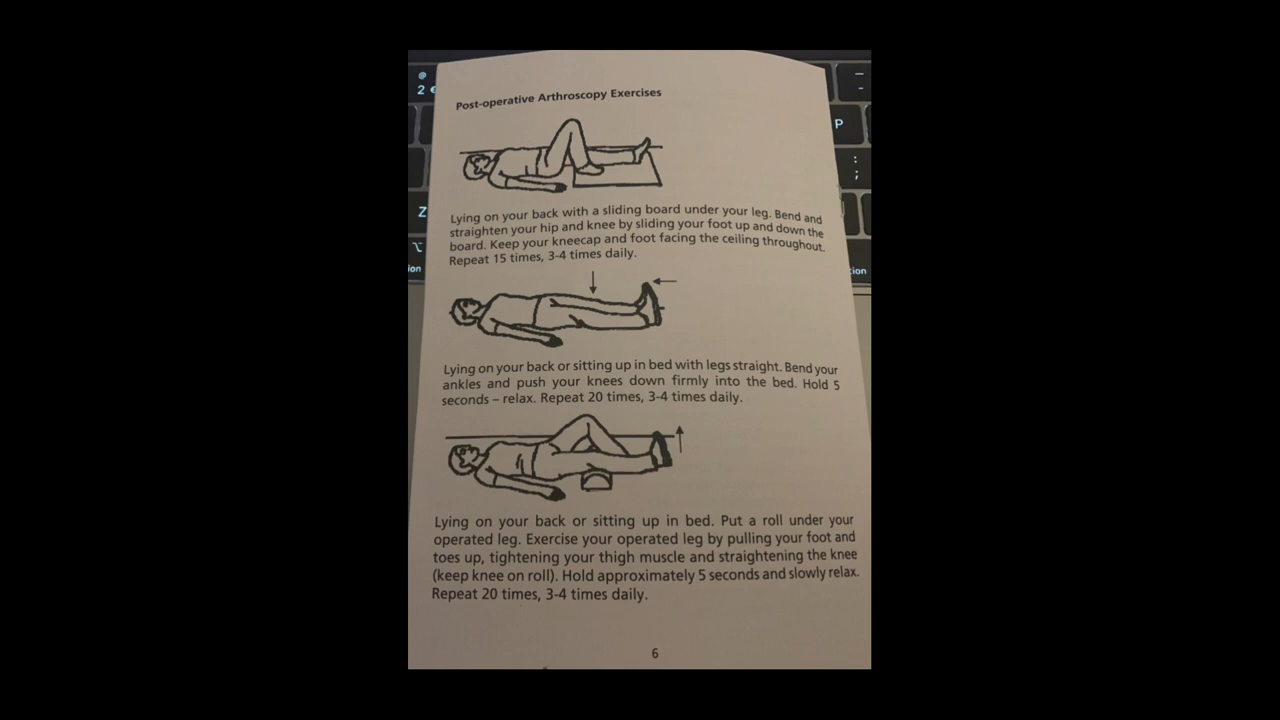 Post-operative Arthroscopy Exercises
Lying on your back with a sliding board under your leg. Bend and
straighten your hip and knee by sliding your foot up and down the
board. Keep your kneecap and foot facing the ceiling throughout.
Repeat 15 times, 3-4 times daily.
Lying on your back or sitting up in bed with legs straight. Bend your
ankles and push your knees down firmly into the bed. Hold 5
seconds – relax. Repeat 20 times, 3-4 times daily.
Lying on your back or sitting up in bed. Put a roll under your
operated leg. Exercise your operated leg by pulling your foot and
toes up, tightening your thigh muscle and straightening the knee
(keep knee on roll). Hold approximately 5 seconds and slowly relax.
Repeat 20 times, 3-4 times daily.
6
@
2 €
Z
⌥
ion
–
-
P
:
;
tion